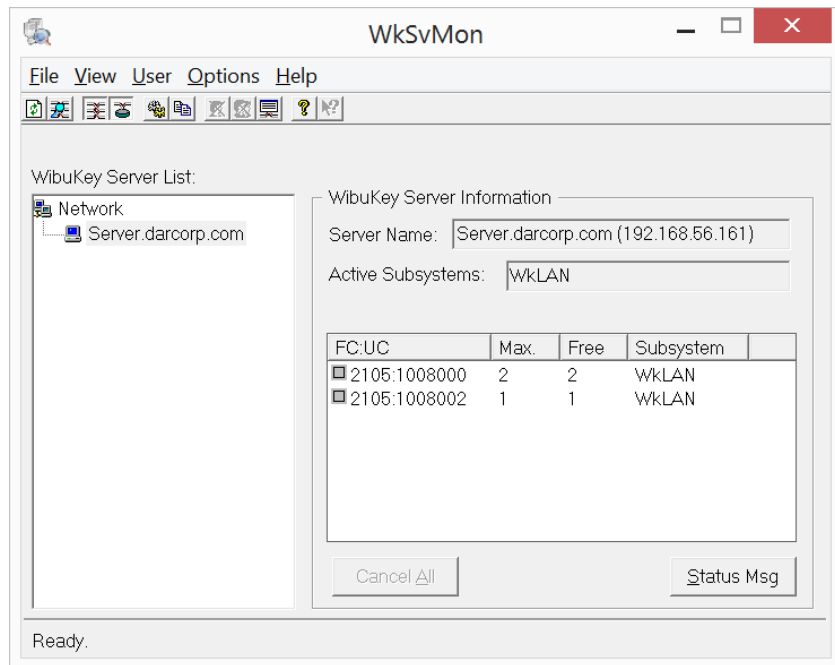 WkSvMon
File View User Options Help
WibuKey Server List:
Network
Server.darcorp.com
WibuKey Server Information
Server Name: Server.darcorp.com (192.168.56.161)
Active Subsystems: WkLAN
FC:UC Max. Free Subsystem
2105:1008000 2 2 WkLAN
2105:1008002 1 1 WkLAN
Cancel All Status Msg
Ready.